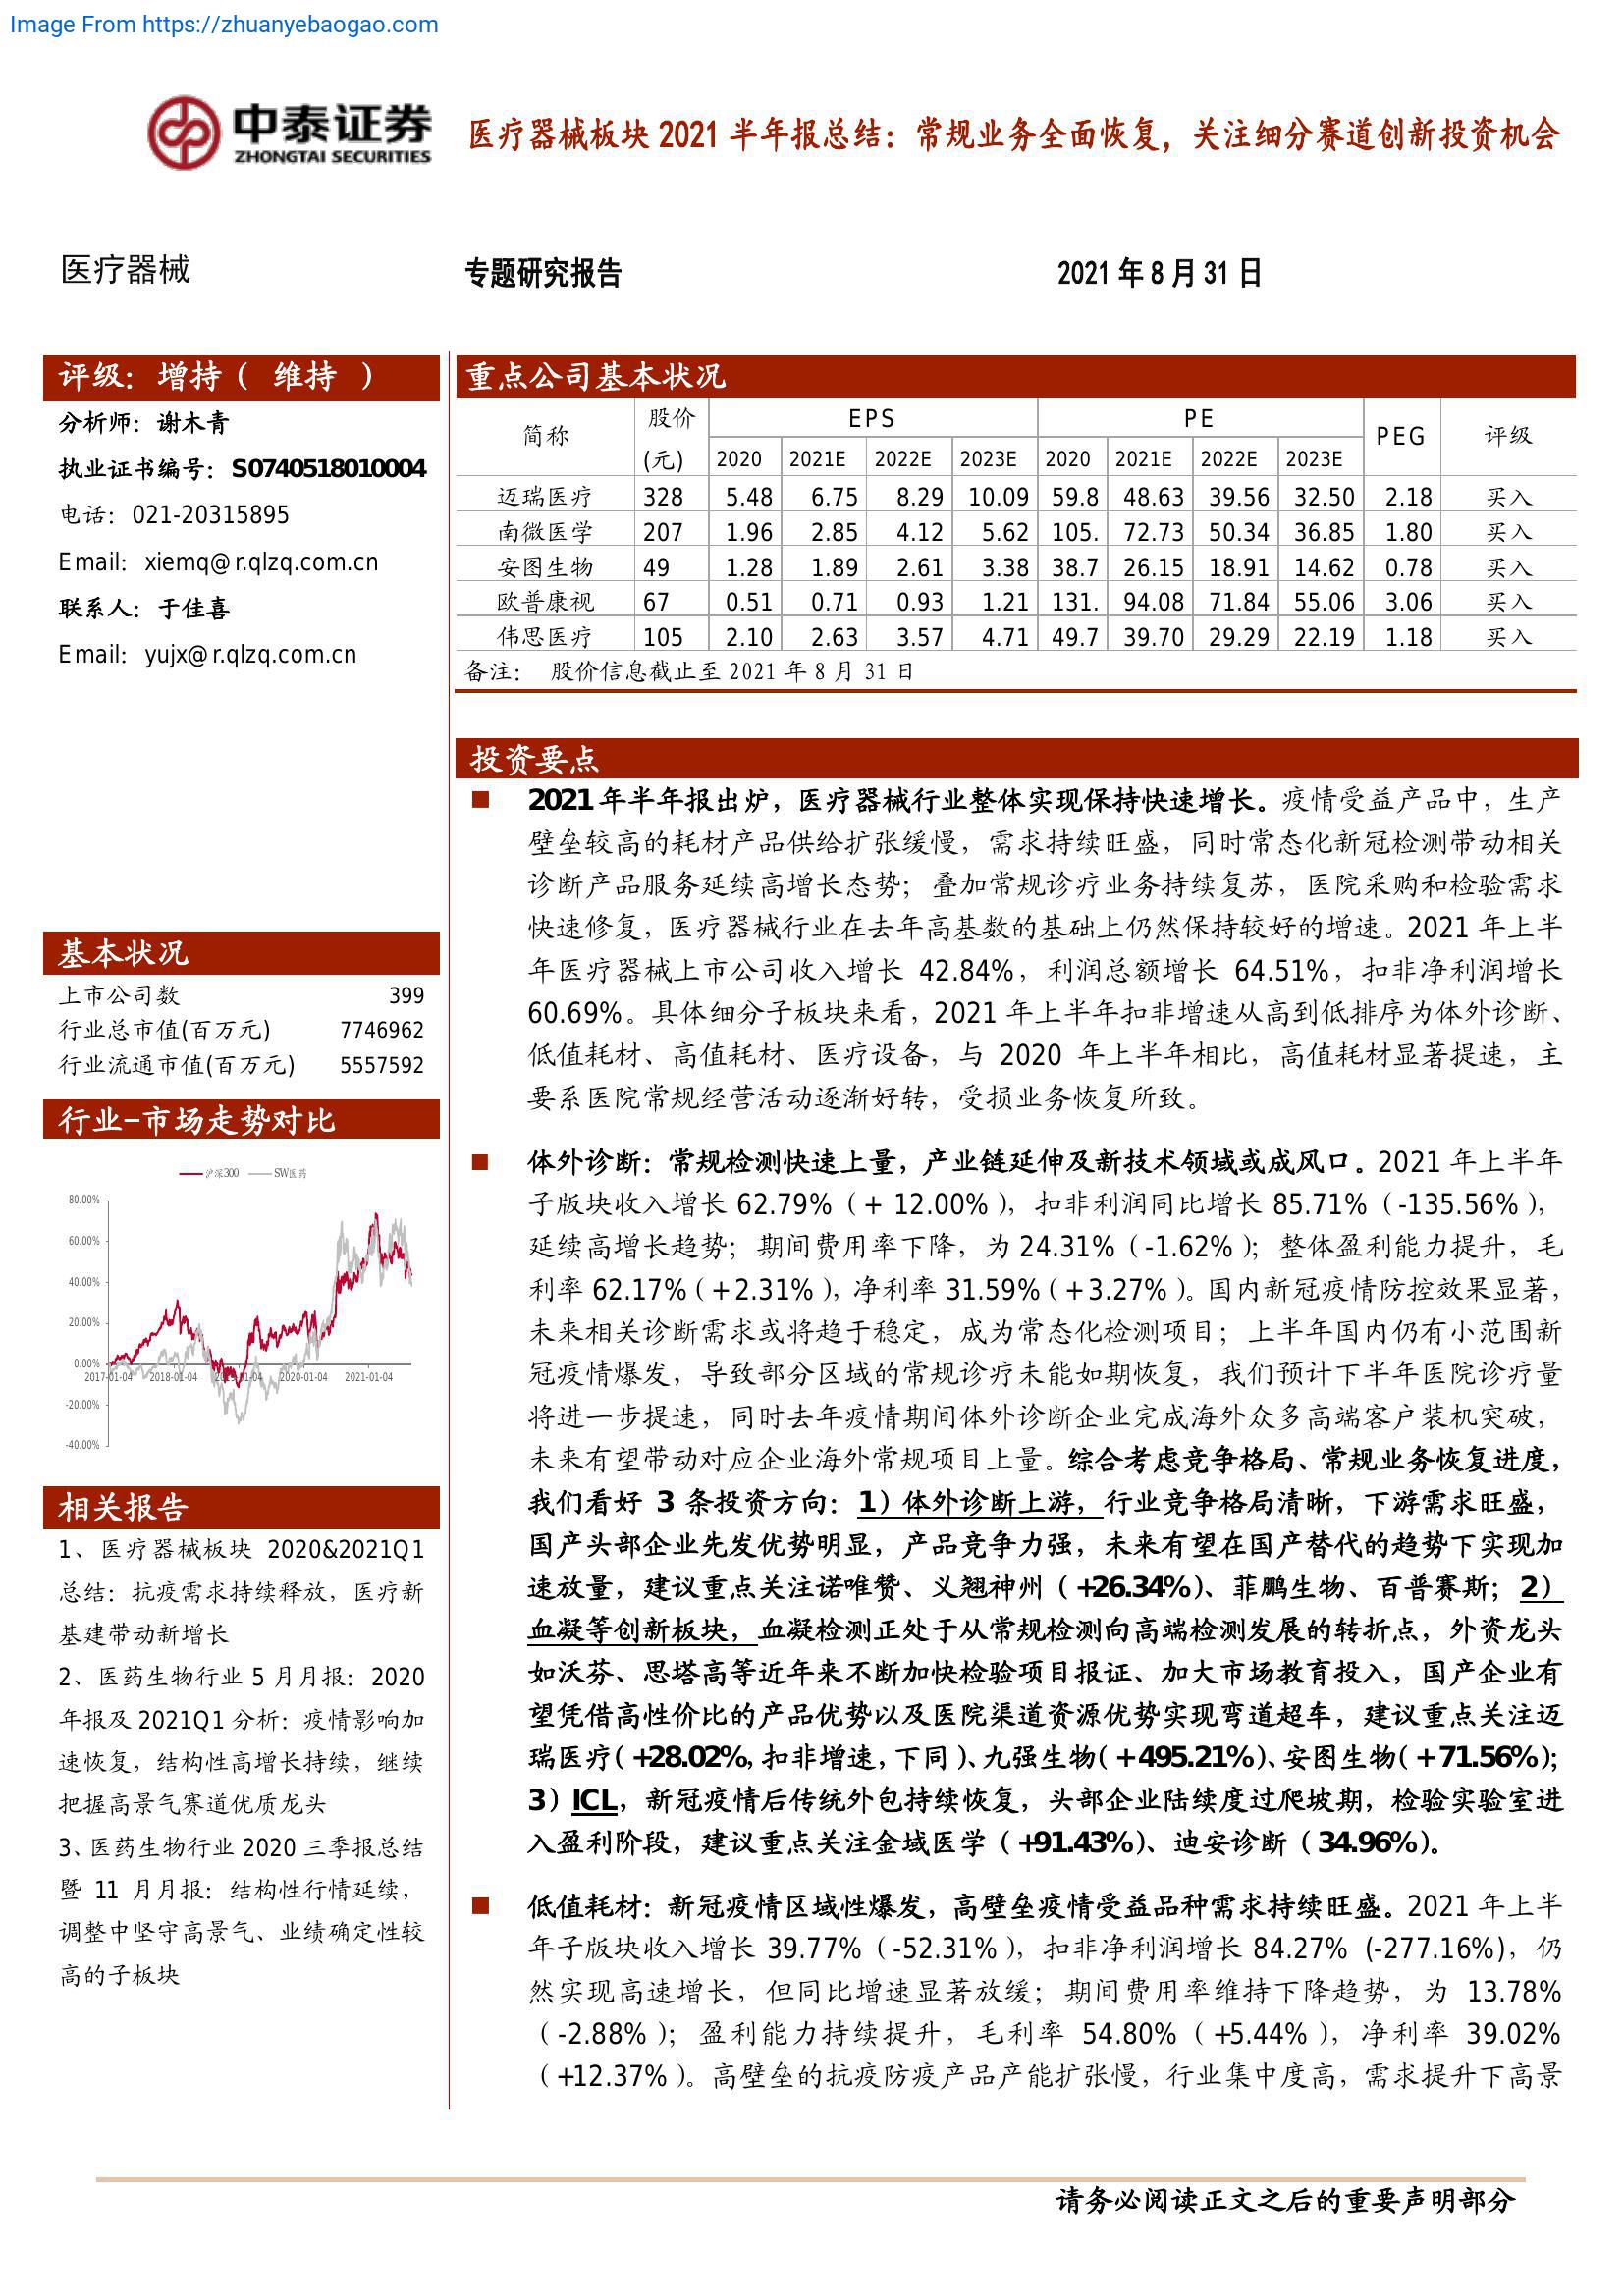 Image From https://zhuanyebaogao.com
中泰证券
ZHONGTAI SECURITIES
医疗器械板块 2021 半年报总结：常规业务全面恢复，关注细分赛道创新投资机会
医疗器械
专题研究报告
2021 年 8 月 31 日
评级：增持（ 维持 ）
分析师：谢木青
执业证书编号：S0740518010004
电话：021-20315895
Email：xiemq@r.qlzq.com.cn
联系人：于佳喜
Email：yujx@r.qlzq.com.cn
基本状况
上市公司数 399
行业总市值(百万元) 7746962
行业流通市值(百万元) 5557592
行业-市场走势对比
沪深300 SW医药
80.00%
60.00%
40.00%
20.00%
0.00%
2017-01-04 2018-01-04 2019-01-04 2020-01-04 2021-01-04
-20.00%
-40.00%
相关报告
1、医疗器械板块 2020&2021Q1
总结：抗疫需求持续释放，医疗新
基建带动新增长
2、医药生物行业 5 月月报：2020
年报及 2021Q1 分析：疫情影响加
速恢复，结构性高增长持续，继续
把握高景气赛道优质龙头
3、医药生物行业 2020 三季报总结
暨 11 月月报：结构性行情延续，
调整中坚守高景气、业绩确定性较
高的子板块
重点公司基本状况
简称 股价(元) EPS PE PEG 评级
2020 2021E 2022E 2023E 2020 2021E 2022E 2023E
迈瑞医疗 328 5.48 6.75 8.29 10.09 59.8 48.63 39.56 32.50 2.18 买入
南微医学 207 1.96 2.85 4.12 5.62 105. 72.73 50.34 36.85 1.80 买入
安图生物 49 1.28 1.89 2.61 3.38 38.7 26.15 18.91 14.62 0.78 买入
欧普康视 67 0.51 0.71 0.93 1.21 131. 94.08 71.84 55.06 3.06 买入
伟思医疗 105 2.10 2.63 3.57 4.71 49.7 39.70 29.29 22.19 1.18 买入
备注： 股价信息截止至 2021 年 8 月 31 日
投资要点
■ 2021 年半年报出炉，医疗器械行业整体实现保持快速增长。疫情受益产品中，生产
壁垒较高的耗材产品供给扩张缓慢，需求持续旺盛，同时常态化新冠检测带动相关
诊断产品服务延续高增长态势；叠加常规诊疗业务持续复苏，医院采购和检验需求
快速修复，医疗器械行业在去年高基数的基础上仍然保持较好的增速。2021 年上半
年医疗器械上市公司收入增长 42.84%，利润总额增长 64.51%，扣非净利润增长
60.69%。具体细分子板块来看，2021 年上半年扣非增速从高到低排序为体外诊断、
低值耗材、高值耗材、医疗设备，与 2020 年上半年相比，高值耗材显著提速，主
要系医院常规经营活动逐渐好转，受损业务恢复所致。
■ 体外诊断：常规检测快速上量，产业链延伸及新技术领域或成风口。2021 年上半年
子版块收入增长 62.79%（+ 12.00%），扣非利润同比增长 85.71%（-135.56%），
延续高增长趋势；期间费用率下降，为 24.31%（-1.62%）；整体盈利能力提升，毛
利率 62.17%（+2.31%），净利率 31.59%（+3.27%）。国内新冠疫情防控效果显著，
未来相关诊断需求或将趋于稳定，成为常态化检测项目；上半年国内仍有小范围新
冠疫情爆发，导致部分区域的常规诊疗未能如期恢复，我们预计下半年医院诊疗量
将进一步提速，同时去年疫情期间体外诊断企业完成海外众多高端客户装机突破，
未来有望带动对应企业海外常规项目上量。综合考虑竞争格局、常规业务恢复进度，
我们看好 3 条投资方向：1）体外诊断上游，行业竞争格局清晰，下游需求旺盛，
国产头部企业先发优势明显，产品竞争力强，未来有望在国产替代的趋势下实现加
速放量，建议重点关注诺唯赞、义翘神州（+26.34%）、菲鹏生物、百普赛斯；2）
血凝等创新板块，血凝检测正处于从常规检测向高端检测发展的转折点，外资龙头
如沃芬、思塔高等近年来不断加快检验项目报证、加大市场教育投入，国产企业有
望凭借高性价比的产品优势以及医院渠道资源优势实现弯道超车，建议重点关注迈
瑞医疗（+28.02%，扣非增速，下同）、九强生物（+495.21%）、安图生物（+71.56%）；
3）ICL，新冠疫情后传统外包持续恢复，头部企业陆续度过爬坡期，检验实验室进
入盈利阶段，建议重点关注金域医学（+91.43%）、迪安诊断（34.96%）。
■ 低值耗材：新冠疫情区域性爆发，高壁垒疫情受益品种需求持续旺盛。2021 年上半
年子版块收入增长 39.77%（-52.31%），扣非净利润增长 84.27% (-277.16%)，仍
然实现高速增长，但同比增速显著放缓；期间费用率维持下降趋势，为 13.78%
（-2.88%）；盈利能力持续提升，毛利率 54.80%（+5.44%），净利率 39.02%
（+12.37%）。高壁垒的抗疫防疫产品产能扩张慢，行业集中度高，需求提升下高景
请务必阅读正文之后的重要声明部分